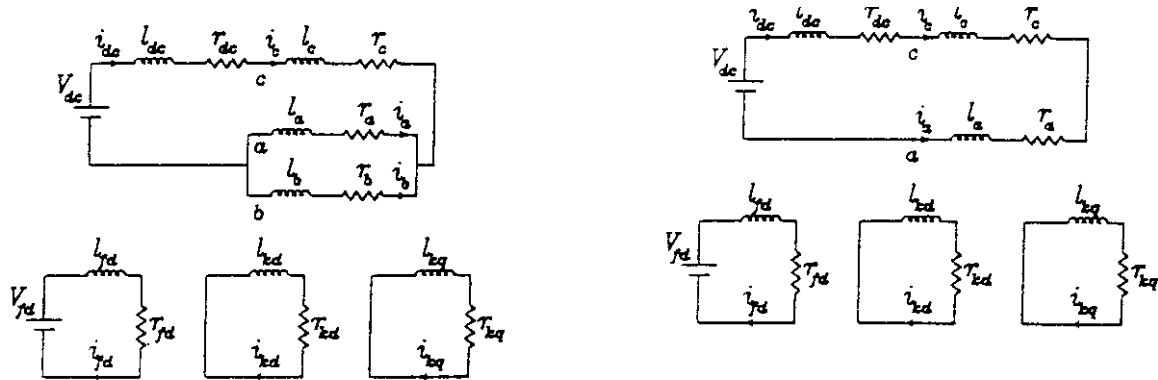 i_dc l_dc r_dc i_c l_c r_c
V_dc
c
l_a r_a i_a
a
l_b r_b i_b
b
l_fd l_kd l_kq
V_fd r_fd r_kd r_kq
i_fd i_kd i_kq
i_dc l_dc r_dc i_c l_c r_c
V_dc
c
i_a l_a r_a
a
l_fd l_kd l_kq
V_fd r_fd r_kd r_kq
i_fd i_kd i_kq